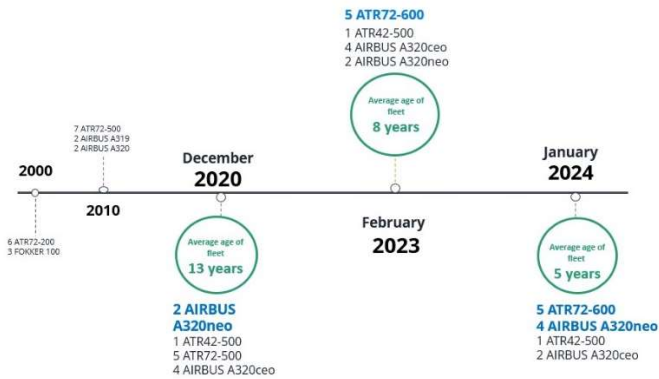 2000
6 ATR72-200
3 FOKKER 100
7 ATR72-500
2 AIRBUS A319
2 AIRBUS A320
2010
December
2020
Average age of
fleet
13 years
2 AIRBUS
A320neo
1 ATR42-500
5 ATR72-500
4 AIRBUS A320ceo
5 ATR72-600
1 ATR42-500
4 AIRBUS A320ceo
2 AIRBUS A320neo
Average age of
fleet
8 years
February
2023
January
2024
Average age of
fleet
5 years
5 ATR72-600
4 AIRBUS A320neo
1 ATR42-500
2 AIRBUS A320ceo